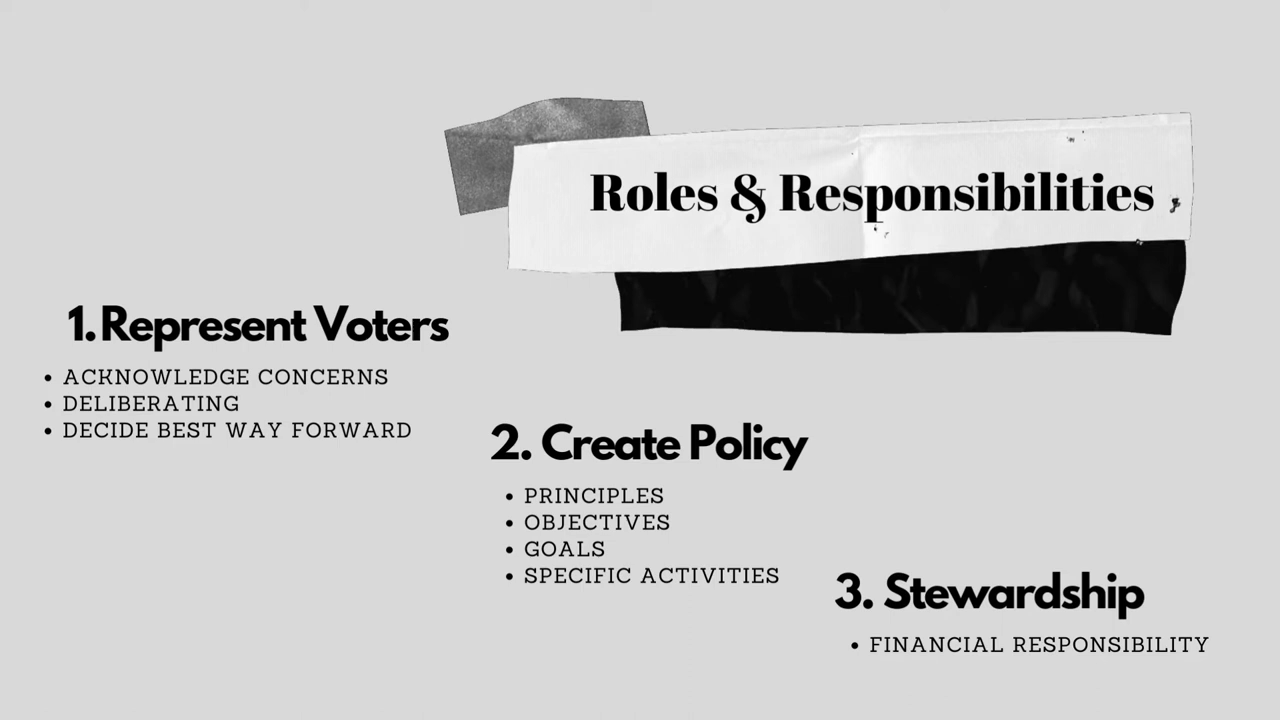 Roles & Responsibilities
1. Represent Voters
• ACKNOWLEDGE CONCERNS
• DELIBERATING
• DECIDE BEST WAY FORWARD
2. Create Policy
• PRINCIPLES
• OBJECTIVES
• GOALS
• SPECIFIC ACTIVITIES
3. Stewardship
• FINANCIAL RESPONSIBILITY